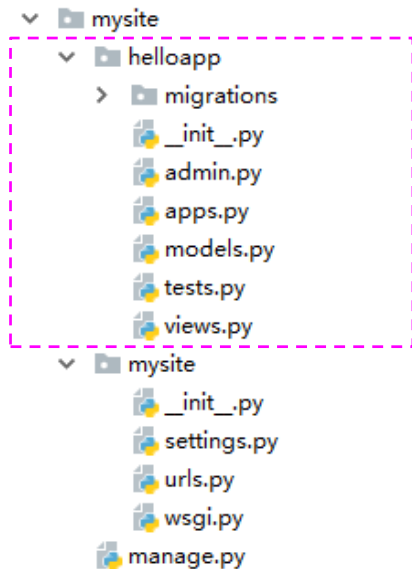 mysite
helloapp
migrations
__init__.py
admin.py
apps.py
models.py
tests.py
views.py
mysite
__init__.py
settings.py
urls.py
wsgi.py
manage.py